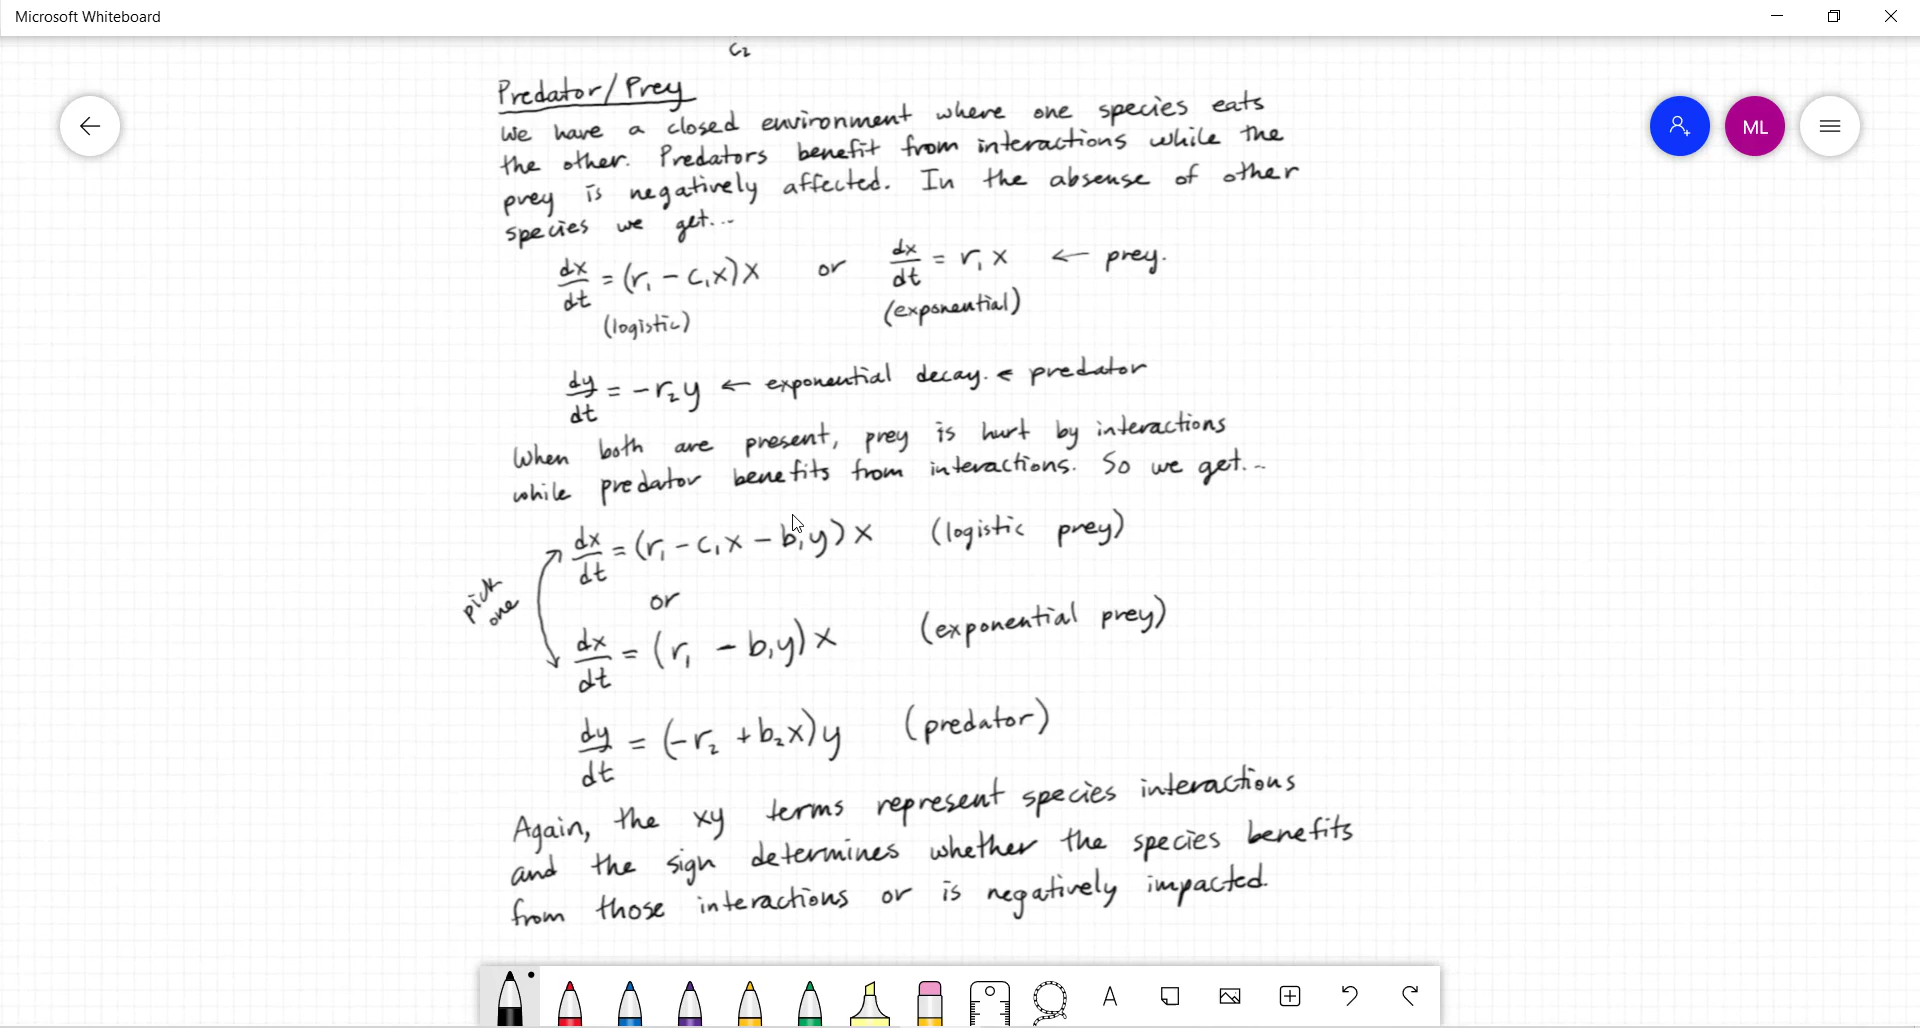 Microsoft Whiteboard
c₂
Predator/Prey
We have a closed environment where one species eats
the other. Predators benefit from interactions while the
prey is negatively affected. In the absense of other
species we get...
dx/dt = (r₁ - c₁x)x or dx/dt = r₁x ← prey.
(logistic) (exponential)
dy/dt = -r₂y ← exponential decay. ← predator
When both are present, prey is hurt by interactions
while predator benefits from interactions. So we get...
dx/dt = (r₁ - c₁x - b₁y)x (logistic prey)
pick one
or
dx/dt = (r₁ - b₁y)x (exponential prey)
dy/dt = (-r₂ + b₂x)y (predator)
Again, the xy terms represent species interactions
and the sign determines whether the species benefits
from those interactions or is negatively impacted.
ML
A